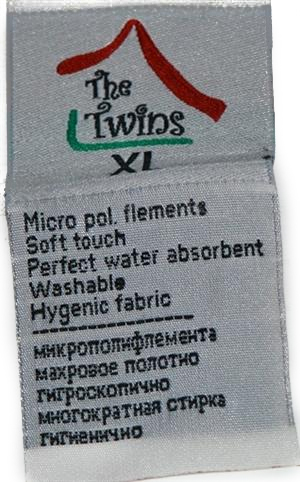 The
Twins
XL
Micro pol. flements
Soft touch
Perfect water absorbent
Washable
Hygenic fabric
микрополифлемента
махровое полотно
гигроскопично
многократная стирка
гигиенично